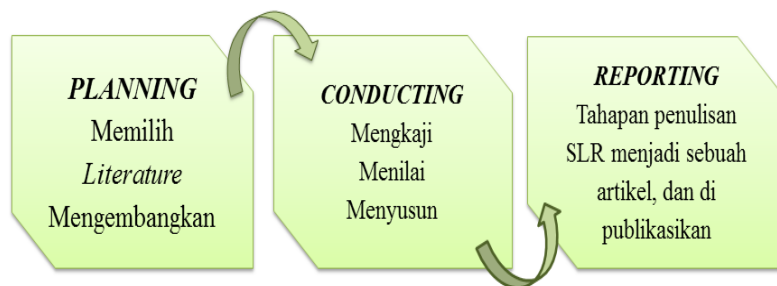 PLANNING
Memilih
Literature
Mengembangkan
CONDUCTING
Mengkaji
Menilai
Menyusun
REPORTING
Tahapan penulisan
SLR menjadi sebuah
artikel, dan di
publikasikan